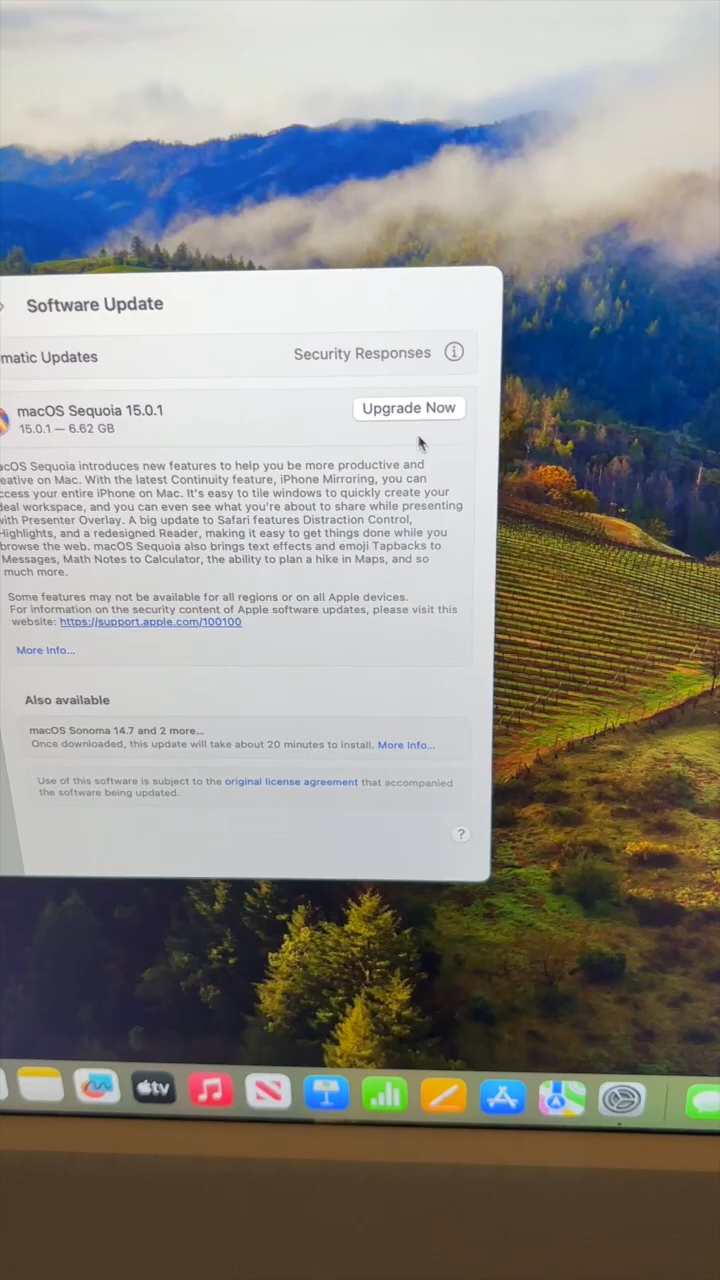 Software Update
matic Updates
Security Responses
macOS Sequoia 15.0.1
Upgrade Now
15.0.1 — 6.62 GB
acOS Sequoia introduces new features to help you be more productive and
eative on Mac. With the latest Continuity feature, iPhone Mirroring, you can
ccess your entire iPhone on Mac. It's easy to tile windows to quickly create your
deal workspace, and you can even see what you're about to share while presenting
with Presenter Overlay. A big update to Safari features Distraction Control,
Highlights, and a redesigned Reader, making it easy to get things done while you
browse the web. macOS Sequoia also brings text effects and emoji Tapbacks to
Messages, Math Notes to Calculator, the ability to plan a hike in Maps, and so
much more.
Some features may not be available for all regions or on all Apple devices.
For information on the security content of Apple software updates, please visit this
website: https://support.apple.com/100100
More Info...
Also available
macOS Sonoma 14.7 and 2 more...
Once downloaded, this update will take about 20 minutes to install. More Info...
Use of this software is subject to the original license agreement that accompanied
the software being updated.
?
tv